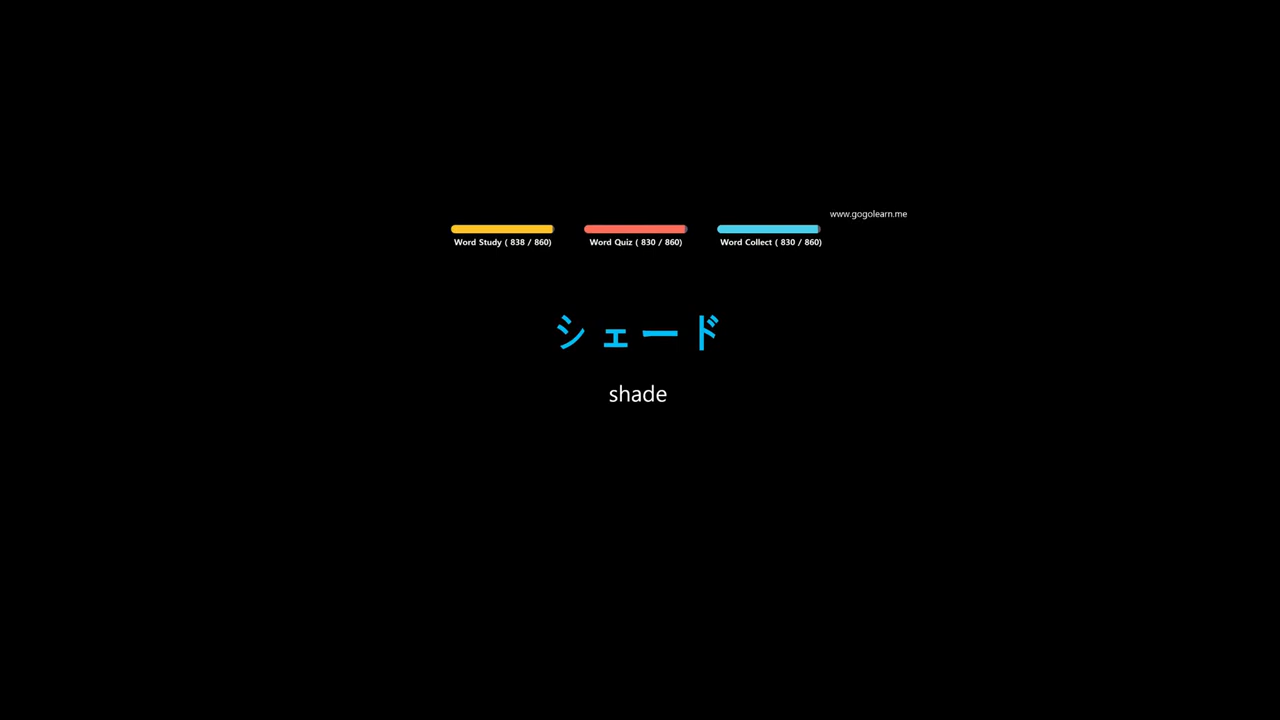 www.gogolearn.me
Word Study ( 838 / 860)
Word Quiz ( 830 / 860)
Word Collect ( 830 / 860)
シェード
shade